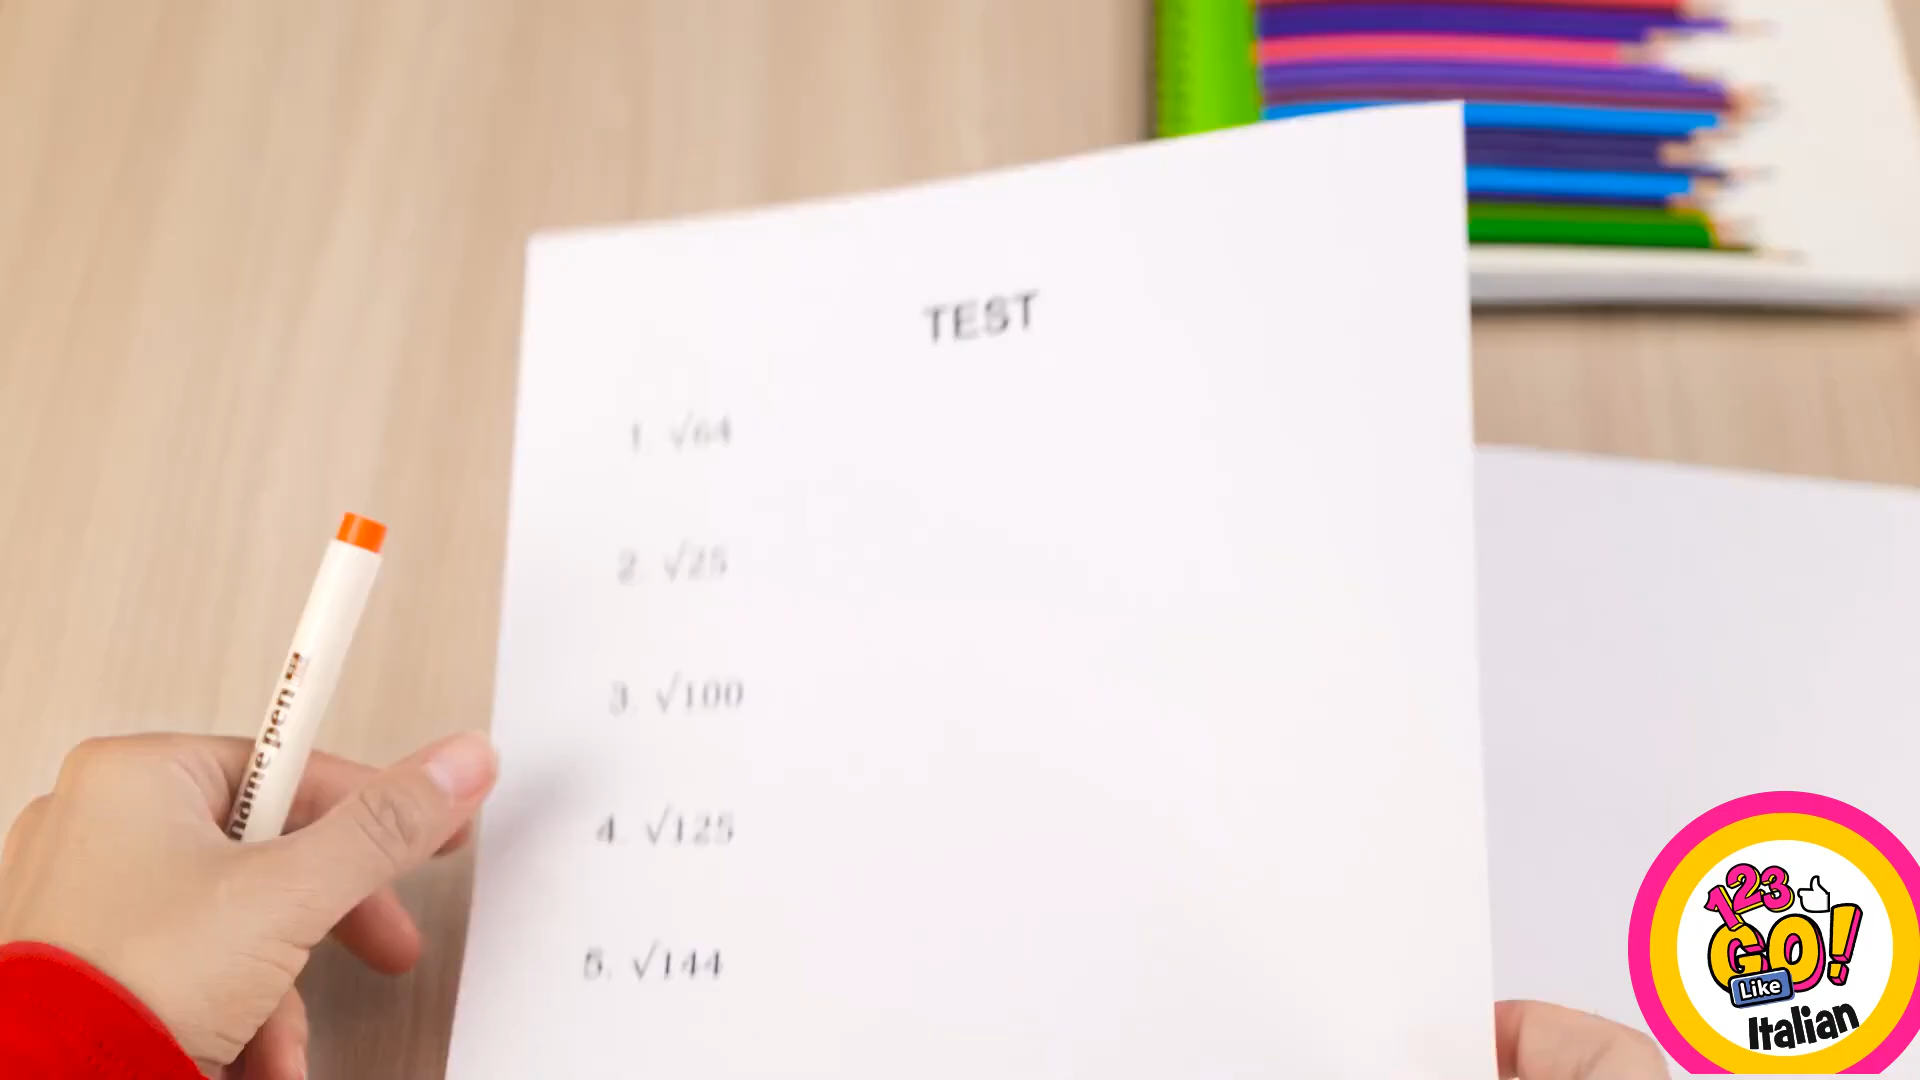 TEST
1. √64
2. √25
3. √100
4. √125
5. √144
name pen
123
GO!
Like
Italian